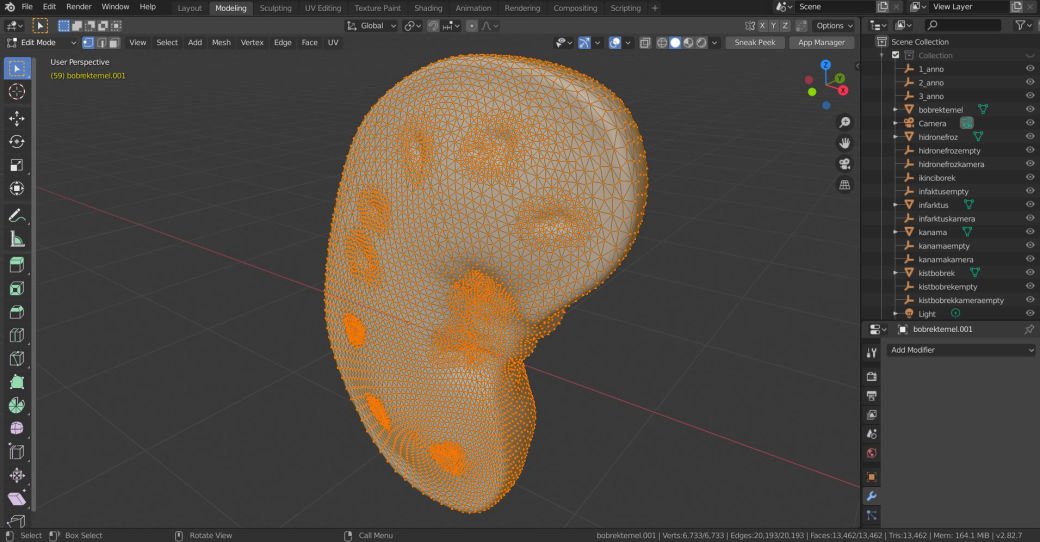 File Edit Render Window Help Layout Modeling Sculpting UV Editing Texture Paint Shading Animation Rendering Compositing Scripting + Scene View Layer
Global X Y Z Options
Edit Mode View Select Add Mesh Vertex Edge Face UV Sneak Peek App Manager
User Perspective
(59) bobrektemel.001
Z
Y
X
Scene Collection
Collection
1_anno
2_anno
3_anno
bobrektemel
Camera
hidronefroz
hidronefrozempty
hidronefrozkamera
ikinciborek
infaktusempty
infarktus
infarktuskamera
kanama
kanamaempty
kanamakamera
kistbobrek
kistbobrekempty
kistbobrekkameraempty
Light
bobrektemel.001
Add Modifier
Select Box Select Rotate View Call Menu bobrektemel.001 | Verts:6.733/6,733 | Edges:20,193/20,193 | Faces:13,462/13,462 | Tris:13,462 | Mem: 164.1 MiB | v2.82.7